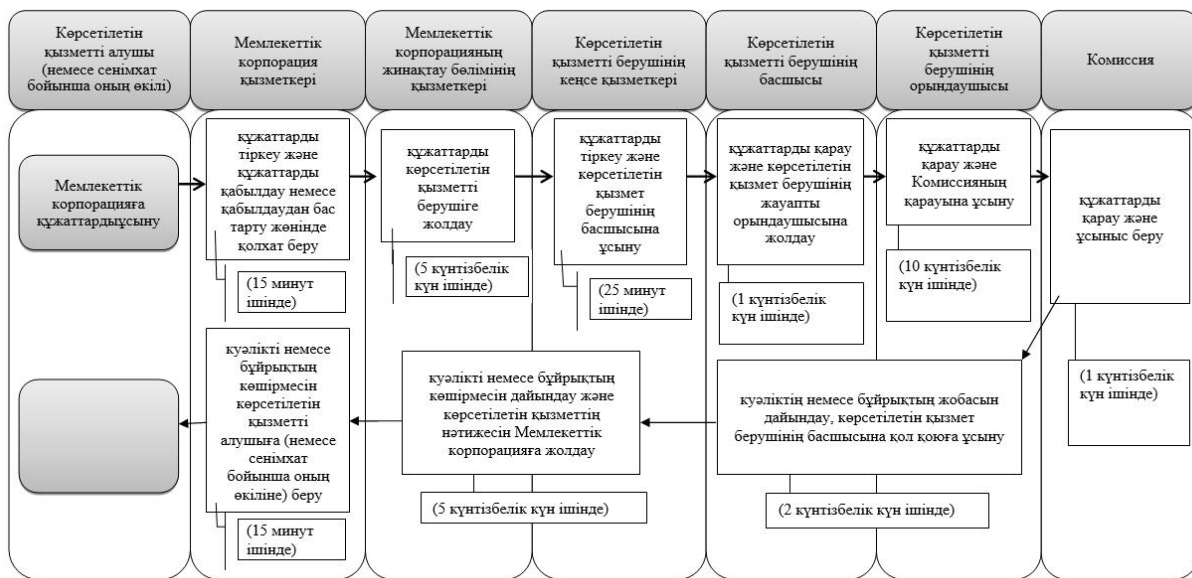 Көрсетілетін
қызметті алушы
(немесе сенімхат
бойынша оның өкілі)
Мемлекеттік
корпорация
қызметкері
Мемлекеттік
корпорацияның
жинақтау бөлімінің
қызметкері
Көрсетілетін
қызметті берушінің
кеңсе қызметкері
Көрсетілетін
қызметті берушінің
басшысы
Көрсетілетін
қызметті
берушінің
орындаушысы
Комиссия
Мемлекеттік
корпорацияға
құжаттардыұсыну
құжаттарды
тіркеу және
құжаттарды
қабылдау немесе
қабылдаудан бас
тарту жөнінде
қолхат беру
(15 минут
ішінде)
құжаттарды
көрсетілетін
қызметті
берушіге
жолдау
(5 күнтізбелік
күн ішінде)
құжаттарды
тіркеу және
көрсетілетін
қызмет
берушінің
басшысына
ұсыну
(25 минут
ішінде)
құжаттарды қарау
және көрсетілетін
қызмет берушінің
жауапты
орындаушысына
жолдау
(1 күнтізбелік
күн ішінде)
құжаттарды
қарау және
Комиссияның
қарауына ұсыну
(10 күнтізбелік
күн ішінде)
құжаттарды
қарау және
ұсыныс беру
(1 күнтізбелік
күн ішінде)
куәліктің немесе бұйрықтың жобасын
дайындау, көрсетілетін қызмет
берушінің басшысына қол қоюға ұсыну
(2 күнтізбелік күн ішінде)
куәлікті немесе бұйрықтың
көшірмесін дайындау және
көрсетілетін қызметтің
нәтижесін Мемлекеттік
корпорацияға жолдау
(5 күнтізбелік күн ішінде)
куәлікті немесе
бұйрықтың
көшірмесін
көрсетілетін
қызметті
алушыға (немесе
сенімхат
бойынша оның
өкіліне) беру
(15 минут
ішінде)